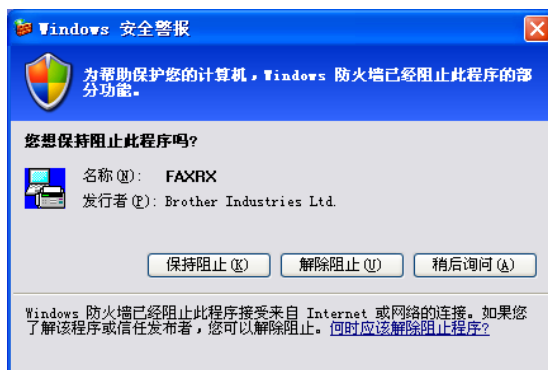 Windows 安全警报
为帮助保护您的计算机，Windows 防火墙已经阻止此程序的部
分功能。
您想保持阻止此程序吗?
名称(N): FAXRX
发行者(P): Brother Industries Ltd.
保持阻止(K) 解除阻止(U) 稍后询问(A)
Windows 防火墙已经阻止此程序接受来自 Internet 或网络的连接。如果您
了解该程序或信任发布者，您可以解除阻止。何时应该解除阻止程序?